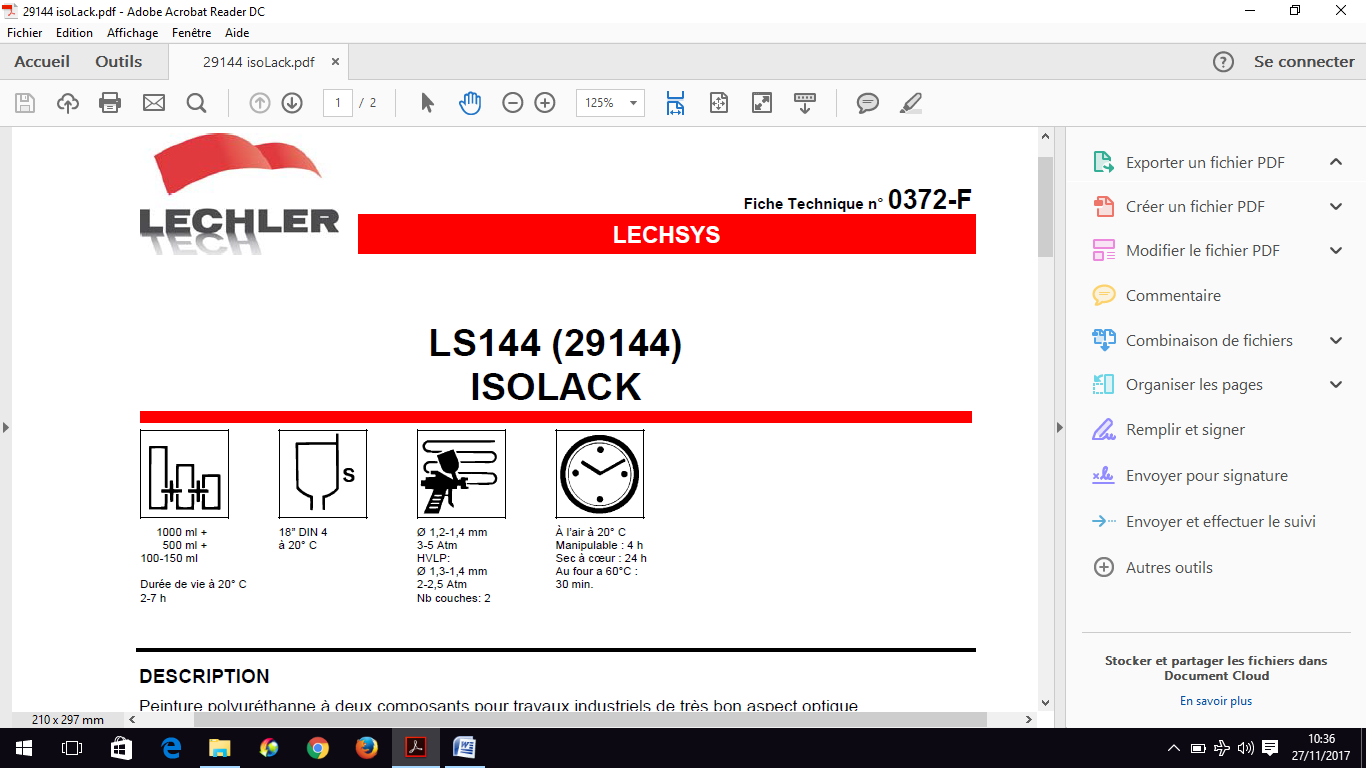 29144 isoLack.pdf - Adobe Acrobat Reader DC
Fichier Edition Affichage Fenêtre Aide
Accueil Outils 29144 isoLack.pdf × ? Se connecter
1 / 2 125%
LECHLER
TECH
Fiche Technique n° 0372-F
LECHSYS
LS144 (29144)
ISOLACK
S
1000 ml +
500 ml +
100-150 ml
Durée de vie à 20° C
2-7 h
18” DIN 4
à 20° C
Ø 1,2-1,4 mm
3-5 Atm
HVLP:
Ø 1,3-1,4 mm
2-2,5 Atm
Nb couches: 2
À l’air à 20° C
Manipulable : 4 h
Sec à cœur : 24 h
Au four a 60°C :
30 min.
DESCRIPTION
Peinture polyuréthanne à deux composants pour travaux industriels de très bon aspect optique
210 x 297 mm
Exporter un fichier PDF
Créer un fichier PDF
Modifier le fichier PDF
Commentaire
Combinaison de fichiers
Organiser les pages
Remplir et signer
Envoyer pour signature
Envoyer et effectuer le suivi
Autres outils
Stocker et partager les fichiers dans
Document Cloud
En savoir plus
10:36
27/11/2017